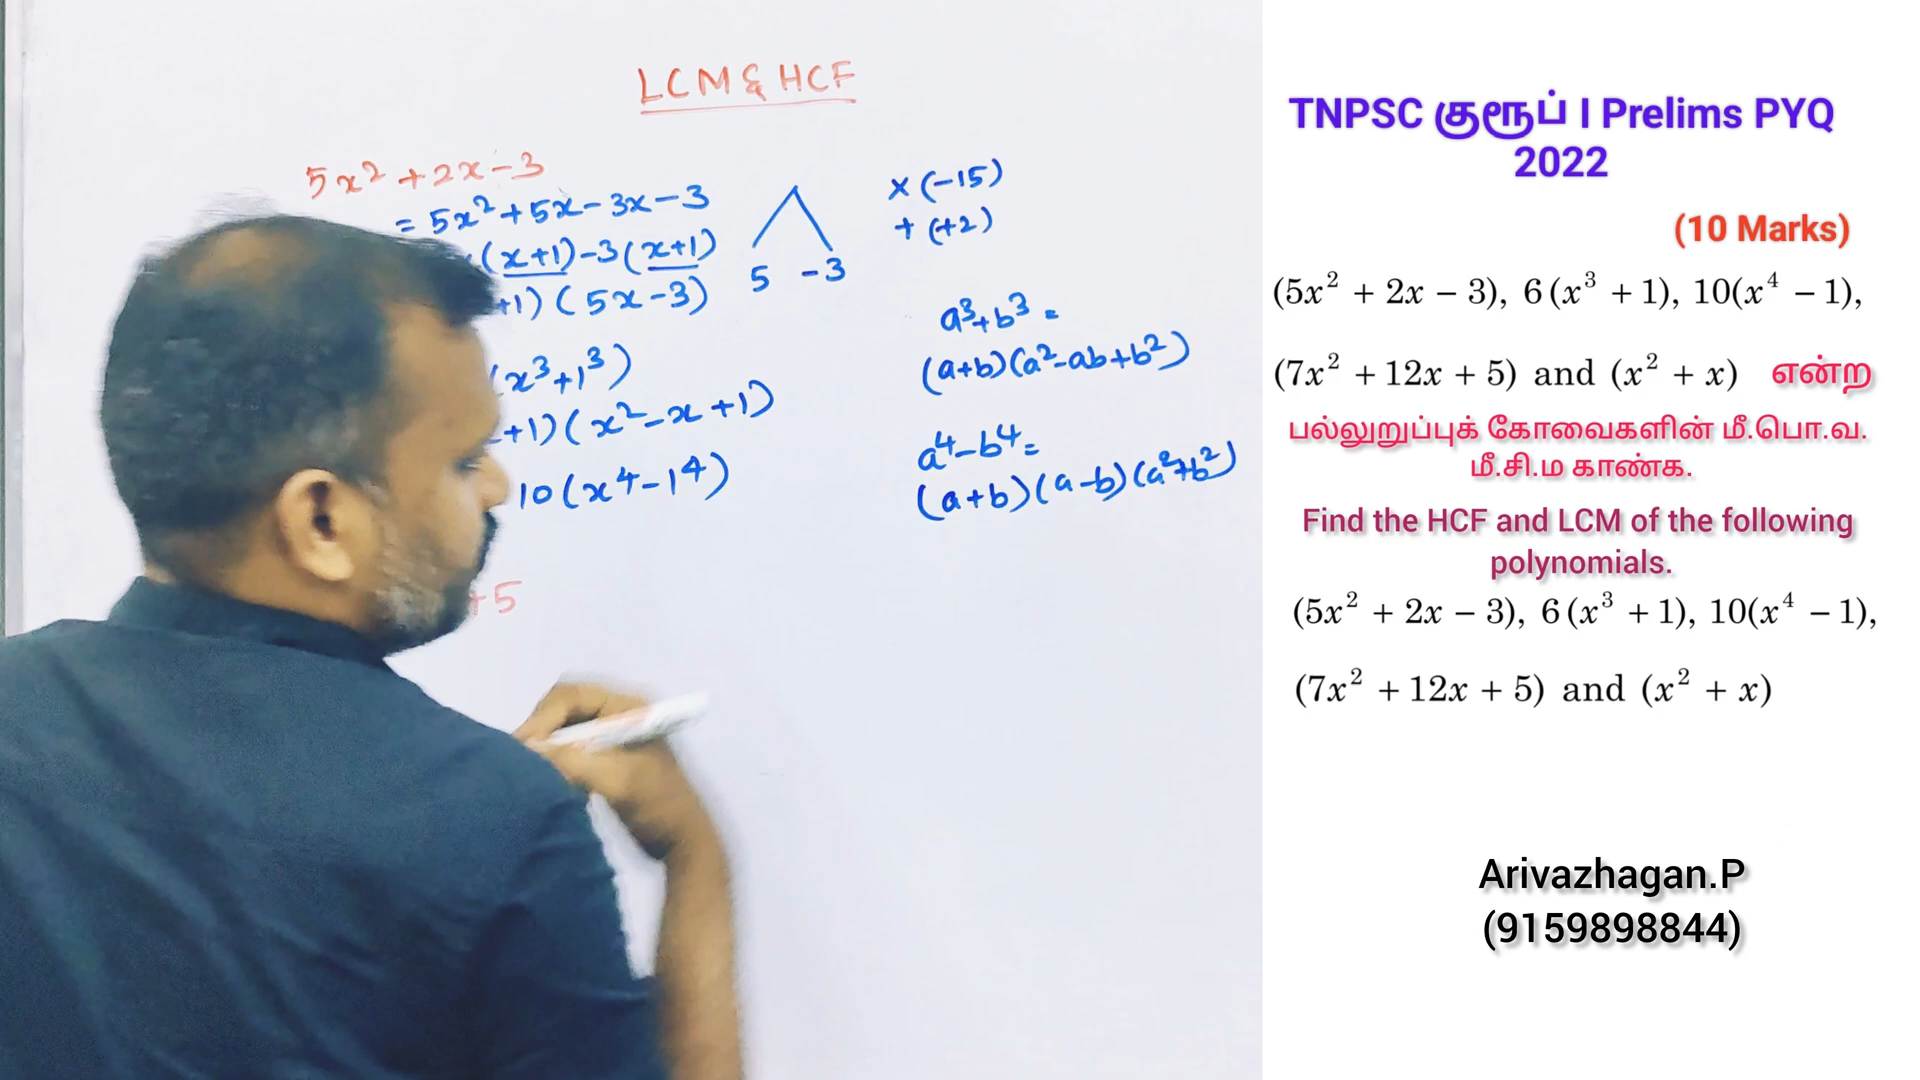 LCM & HCF
5x² + 2x - 3
= 5x² + 5x - 3x - 3
(x+1) - 3(x+1)
+1) (5x - 3)
5 -3
× (-15)
+ (+2)
(x³ + 1³)
+1) (x² - x + 1)
10(x⁴ - 1⁴)
+5
a³+b³ =
(a+b)(a²-ab+b²)
a⁴-b⁴=
(a+b)(a-b)(a²+b²)
TNPSC குரூப் I Prelims PYQ
2022
(10 Marks)
(5x² + 2x − 3), 6(x³ + 1), 10(x⁴ − 1),
(7x² + 12x + 5) and (x² + x) என்ற
பல்லுறுப்புக் கோவைகளின் மீ.பொ.வ.
மீ.சி.ம காண்க.
Find the HCF and LCM of the following
polynomials.
(5x² + 2x − 3), 6(x³ + 1), 10(x⁴ − 1),
(7x² + 12x + 5) and (x² + x)
Arivazhagan.P
(9159898844)